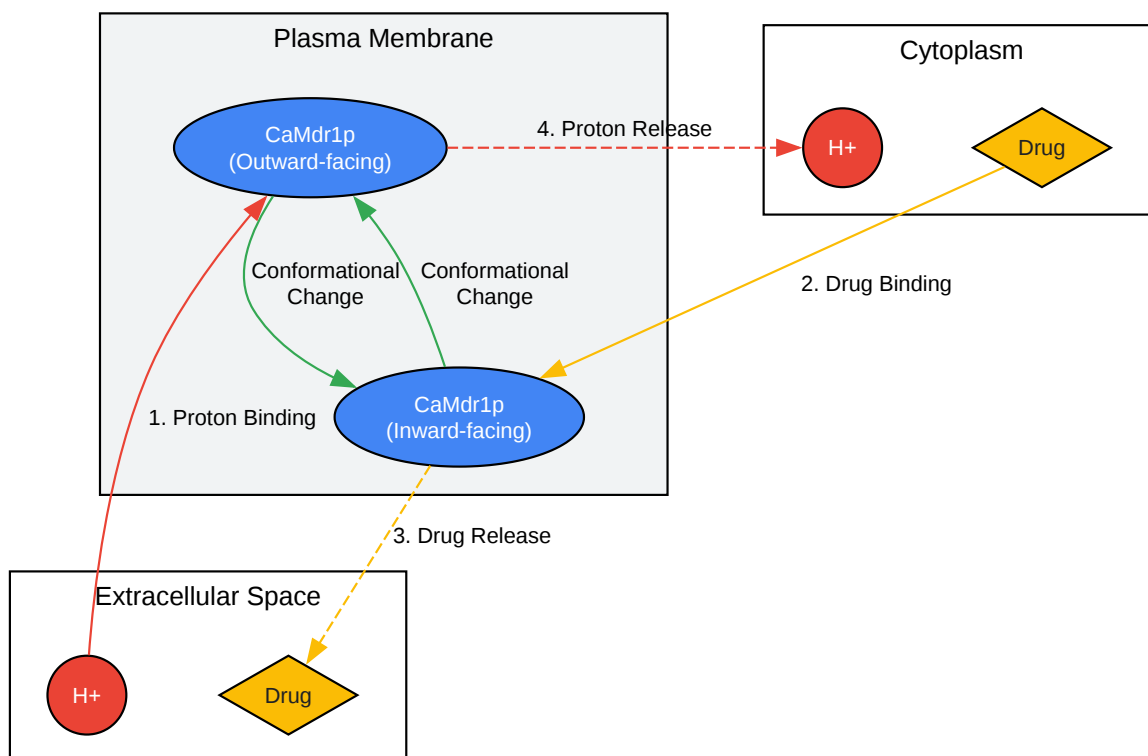 Plasma Membrane
Cytoplasm
CaMdr1p
(Outward-facing)
4. Proton Release
H+
Drug
Conformational
Change
Conformational
Change
2. Drug Binding
CaMdr1p
(Inward-facing)
1. Proton Binding
3. Drug Release
Extracellular Space
H+
Drug